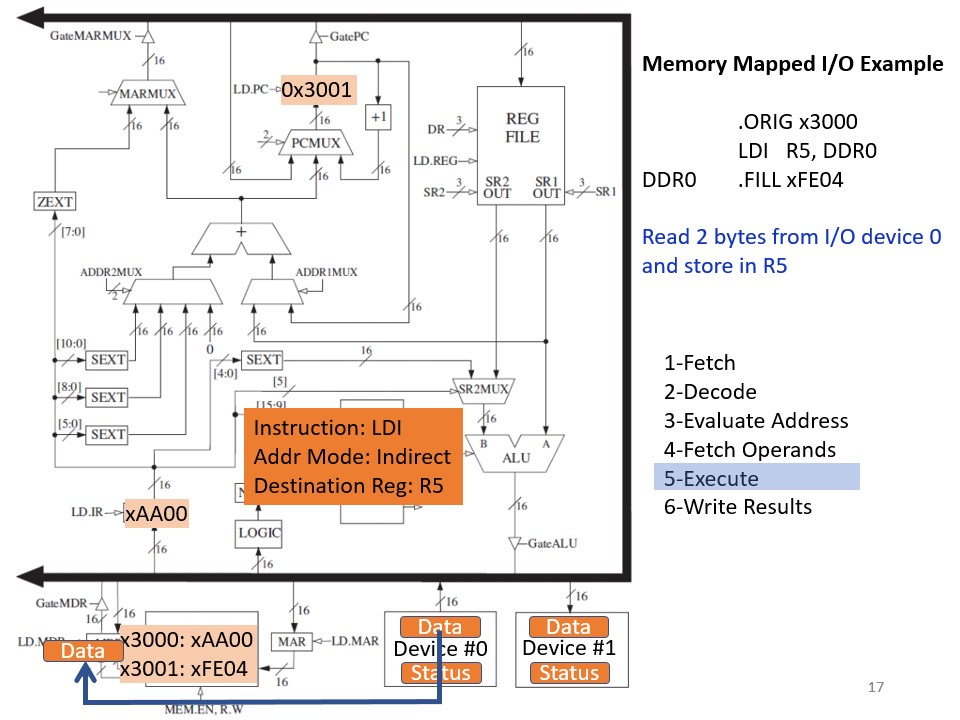 GateMARMUX
GatePC
16
16
16
MARMUX
LD.PC
0x3001
+1
16
16
16
2
PCMUX
16
16
REG
FILE
DR
3
LD.REG
SR2
3
SR2
OUT
SR1
OUT
3
SR1
ZEXT
[7:0]
+
16
16
ADDR2MUX
2
ADDR1MUX
16
16
16
16
16
16
0
[10:0]
SEXT
[4:0]
SEXT
16
[8:0]
SEXT
[5]
SR2MUX
[15:9]
[5:0]
SEXT
16
B
A
ALU
Instruction: LDI
Addr Mode: Indirect
Destination Reg: R5
16
LD.IR
xAA00
N
LOGIC
16
16
16
GateALU
GateMDR
16
16
16
16
16
LD.MDR
Data
x3000: xAA00
x3001: xFE04
MAR
LD.MAR
16
MEM.EN, R.W
Data
Device #0
Status
Data
Device #1
Status
Memory Mapped I/O Example
.ORIG x3000
LDI R5, DDR0
DDR0 .FILL xFE04
Read 2 bytes from I/O device 0
and store in R5
1-Fetch
2-Decode
3-Evaluate Address
4-Fetch Operands
5-Execute
6-Write Results
17